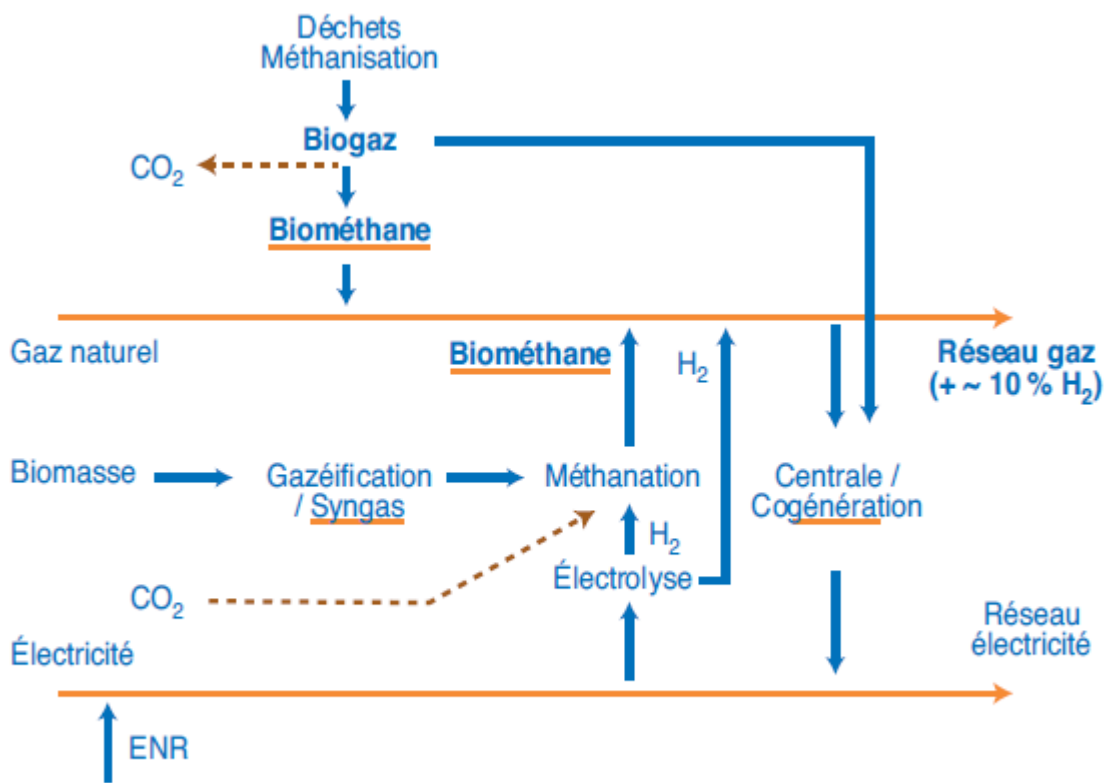 Déchets
Méthanisation
Biogaz
CO₂
Biométhane
Gaz naturel
Biométhane
H₂
Réseau gaz
(+ ~ 10 % H₂)
Biomasse
Gazéification
/ Syngas
Méthanation
Centrale /
Cogénération
H₂
Électrolyse
CO₂
Réseau
électricité
Électricité
ENR